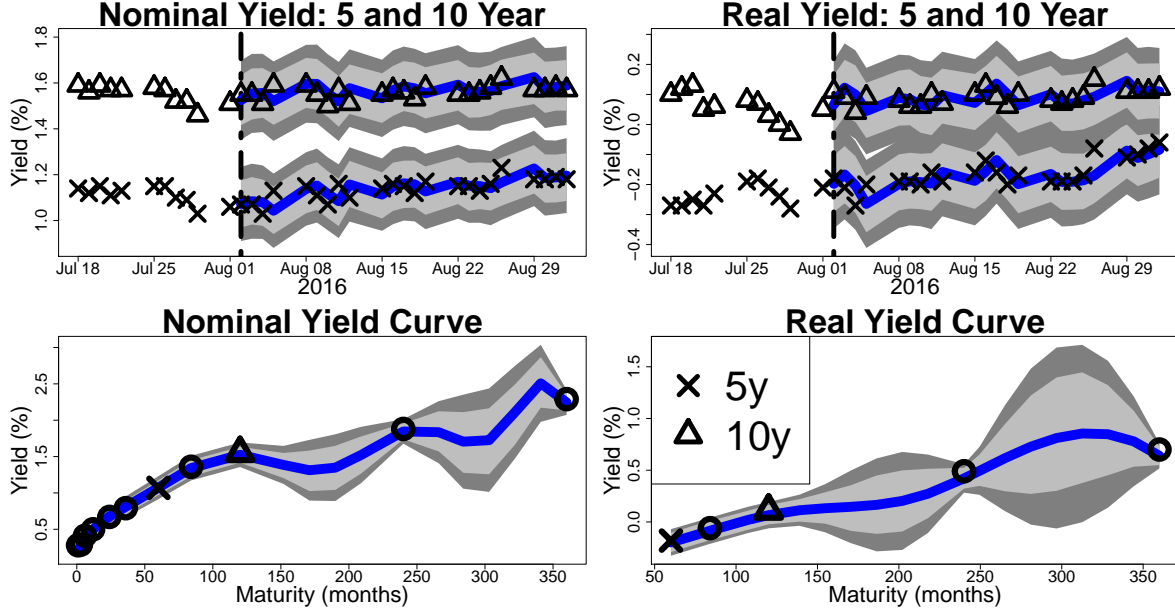 Nominal Yield: 5 and 10 Year
Yield (%)
1.8
1.6
1.4
1.2
1.0
Jul 18
Jul 25
Aug 01
Aug 08
Aug 15
Aug 22
Aug 29
2016
Real Yield: 5 and 10 Year
Yield (%)
0.2
0.0
−0.2
−0.4
Jul 18
Jul 25
Aug 01
Aug 08
Aug 15
Aug 22
Aug 29
2016
Nominal Yield Curve
Yield (%)
2.5
1.5
0.5
0
50
100
150
200
250
300
350
Maturity (months)
Real Yield Curve
Yield (%)
1.5
1.0
0.5
0.0
5y
10y
50
100
150
200
250
300
350
Maturity (months)